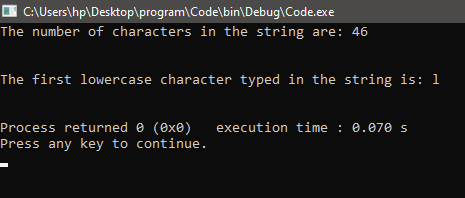 C:\Users\hp\Desktop\program\Code\bin\Debug\Code.exe
The number of characters in the string are: 46
The first lowercase character typed in the string is: l
Process returned 0 (0x0)   execution time : 0.070 s
Press any key to continue.